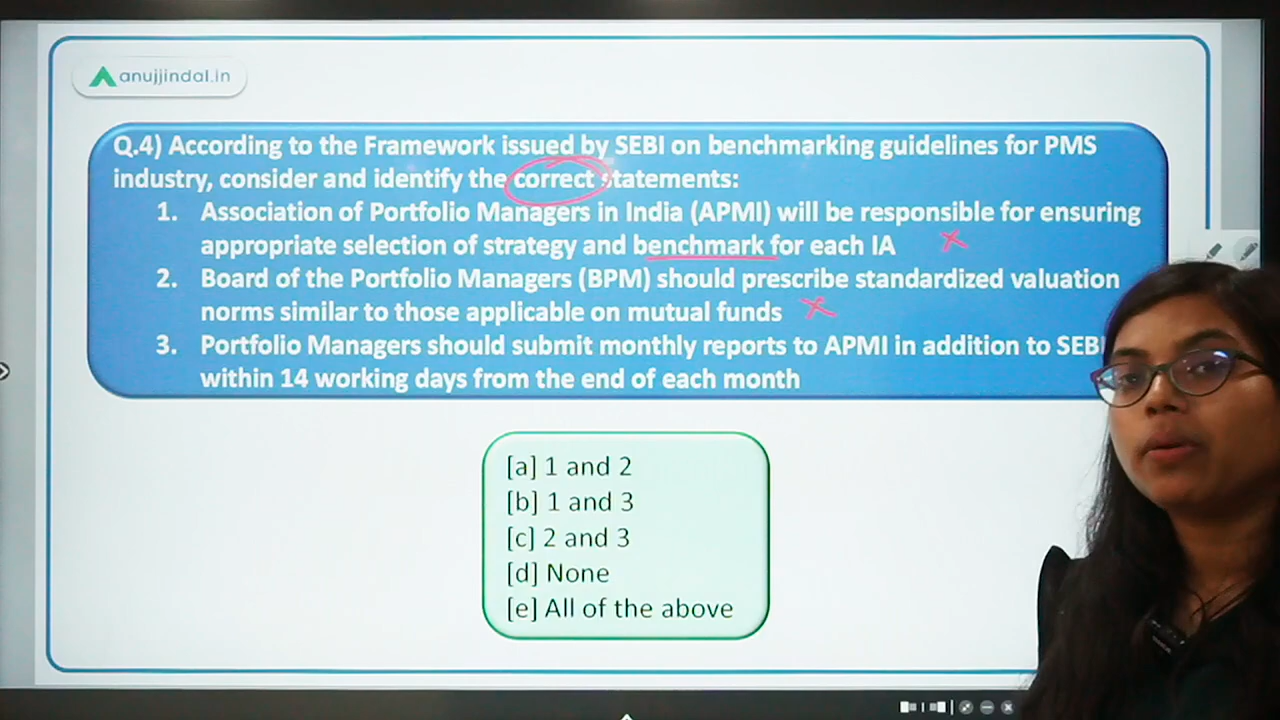 anujjindal.in
Q.4) According to the Framework issued by SEBI on benchmarking guidelines for PMS
industry, consider and identify the correct statements:
1. Association of Portfolio Managers in India (APMI) will be responsible for ensuring
appropriate selection of strategy and benchmark for each IA
2. Board of the Portfolio Managers (BPM) should prescribe standardized valuation
norms similar to those applicable on mutual funds
3. Portfolio Managers should submit monthly reports to APMI in addition to SEB
within 14 working days from the end of each month
[a] 1 and 2
[b] 1 and 3
[c] 2 and 3
[d] None
[e] All of the above